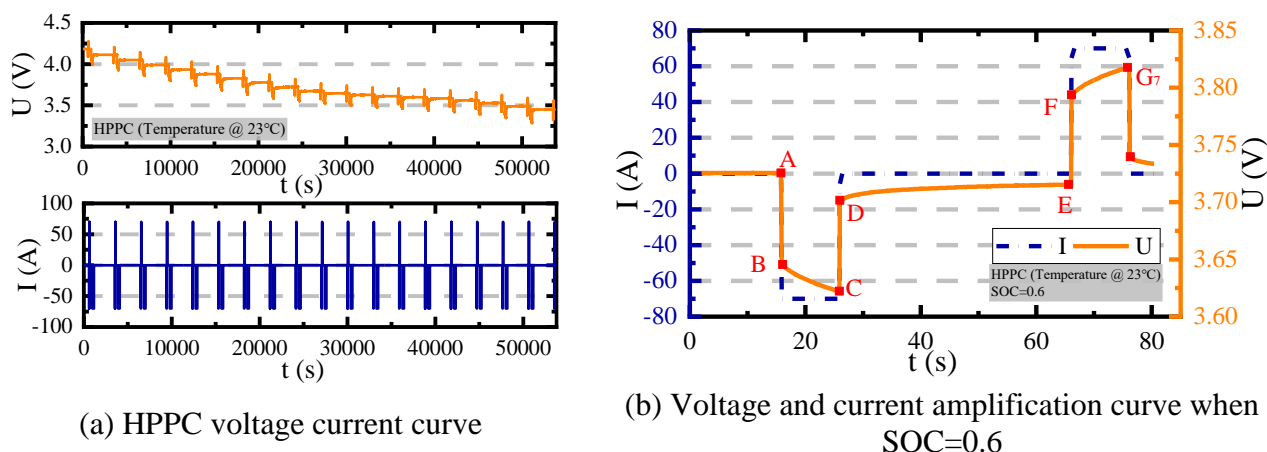 4.5
4.0
3.5
3.0
U (V)
HPPC (Temperature @ 23℃)
0 10000 20000 30000 40000 50000
t (s)
100
50
0
-50
-100
I (A)
0 10000 20000 30000 40000 50000
t (s)
(a) HPPC voltage current curve
80
60
40
20
0
-20
-40
-60
-80
I (A)
3.85
3.80
3.75
3.70
3.65
3.60
U (V)
A
B
C
D
E
F
G7
I U
HPPC (Temperature @ 23℃)
SOC=0.6
0 20 40 60 80
t (s)
(b) Voltage and current amplification curve when
SOC=0.6